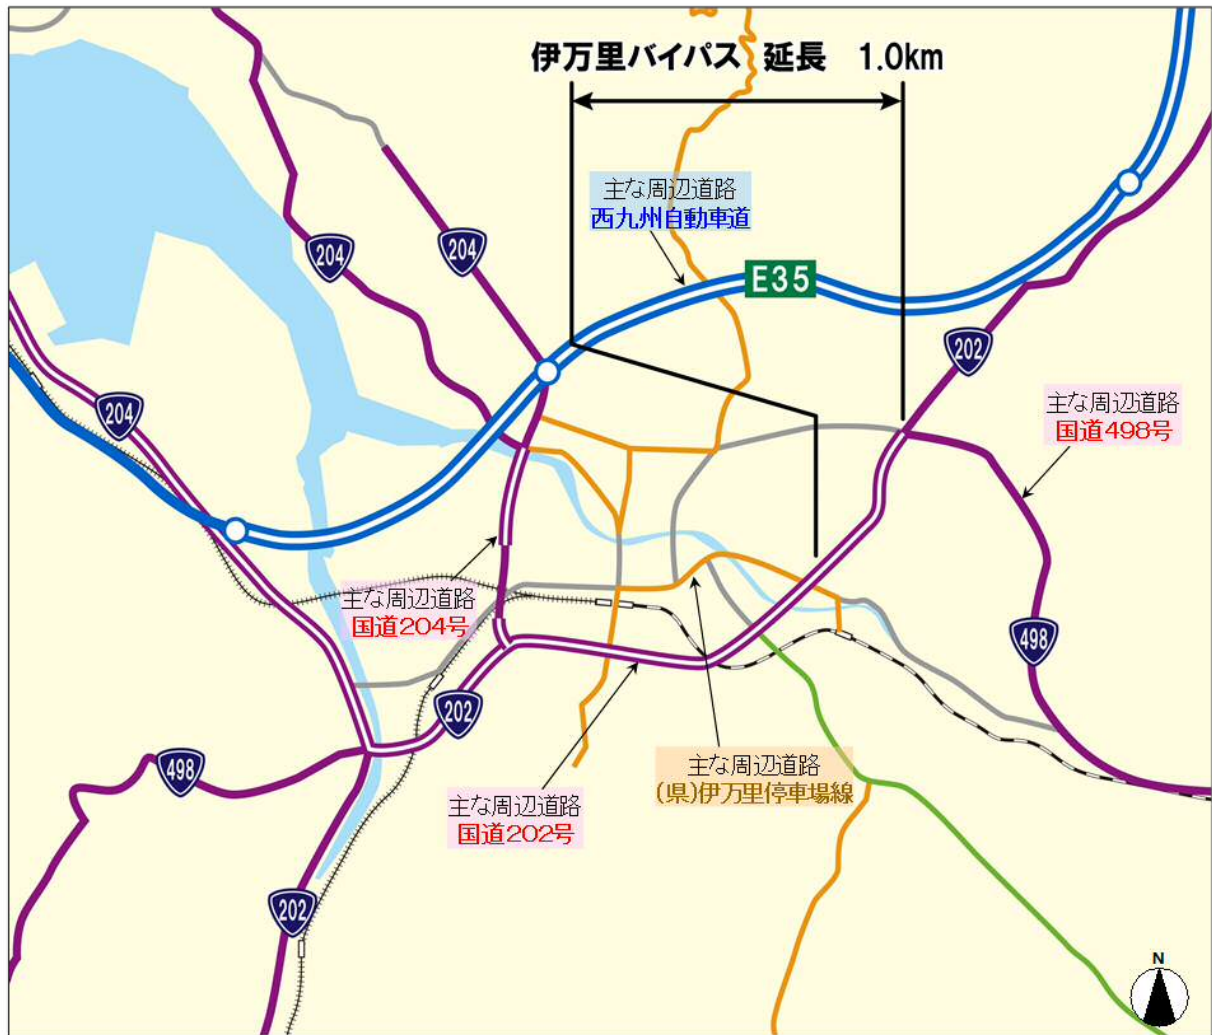 伊万里バイパス 延長 1.0km
主な周辺道路
西九州自動車道
204
204
E35
202
204
主な周辺道路
国道498号
主な周辺道路
国道204号
498
202
498
主な周辺道路
(県)伊万里停車場線
主な周辺道路
国道202号
202
N